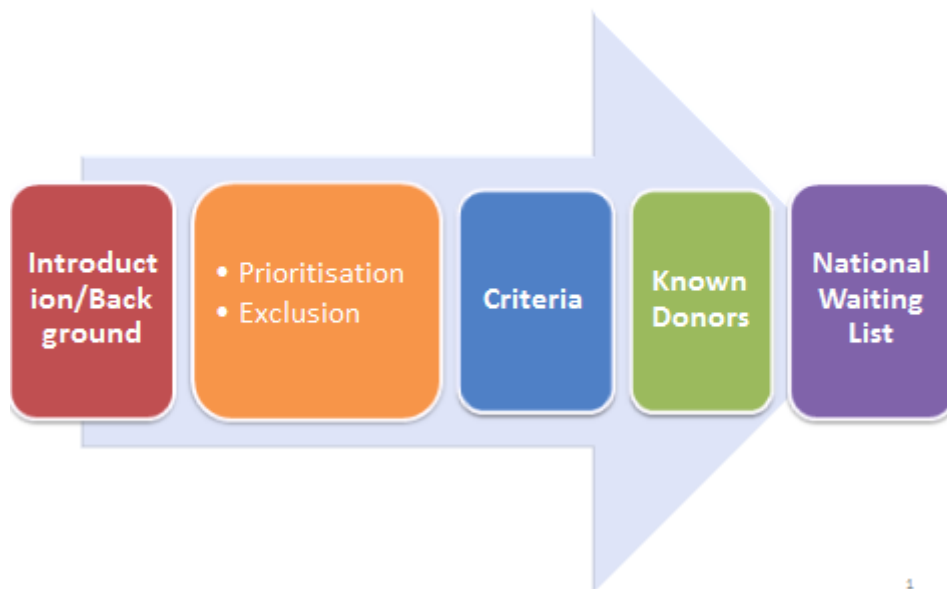 Introduct
ion/Back
ground
• Prioritisation
• Exclusion
Criteria
Known
Donors
National
Waiting
List
1